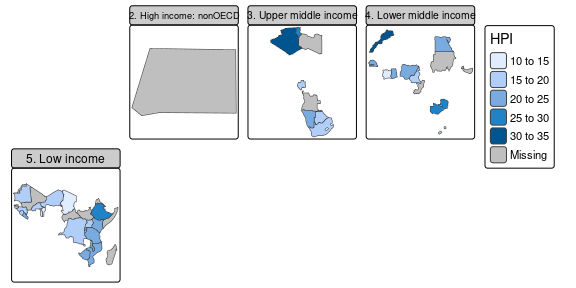 2. High income: nonOECD
3. Upper middle income
4. Lower middle income
HPI
10 to 15
15 to 20
20 to 25
25 to 30
30 to 35
Missing
5. Low income